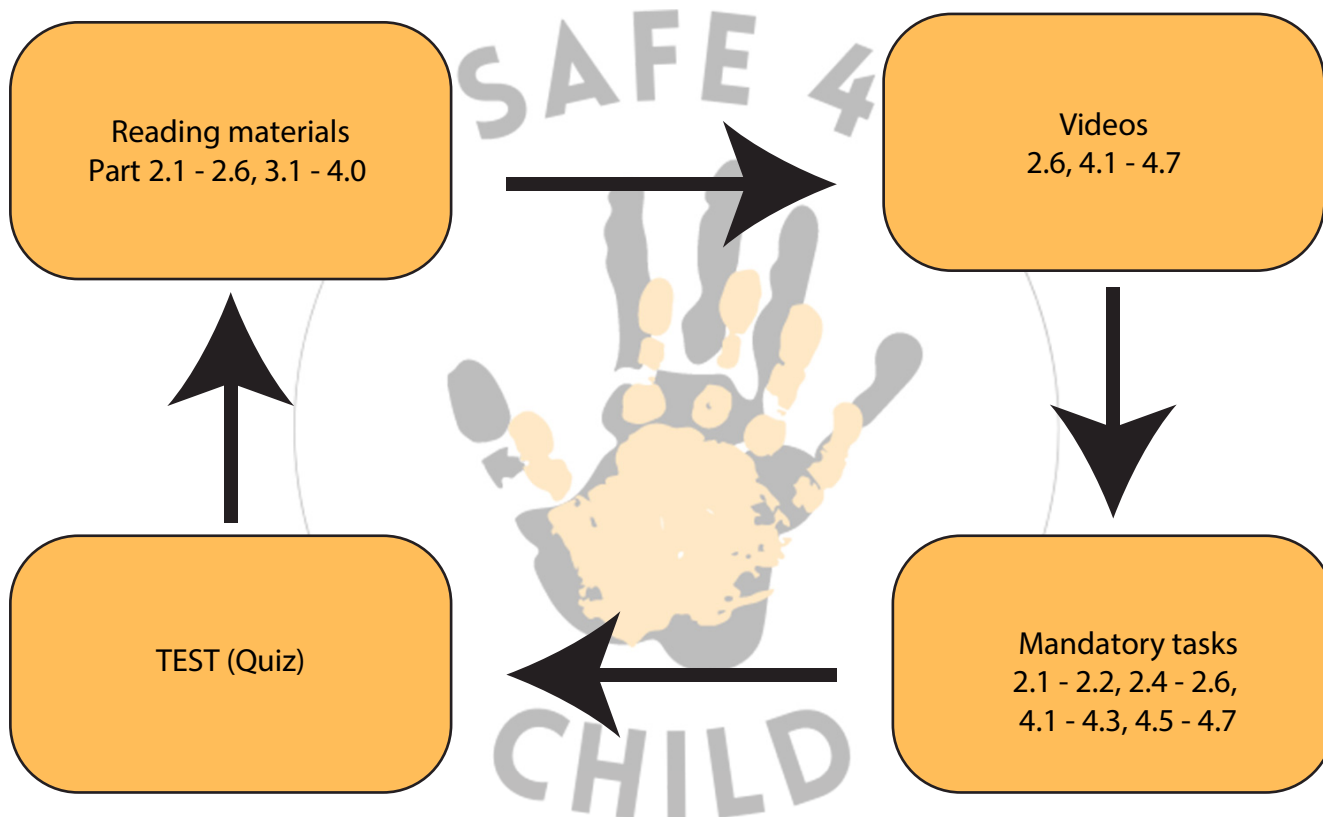 SAFE 4
Reading materials
Part 2.1 - 2.6, 3.1 - 4.0
Videos
2.6, 4.1 - 4.7
TEST (Quiz)
Mandatory tasks
2.1 - 2.2, 2.4 - 2.6,
4.1 - 4.3, 4.5 - 4.7
CHILD